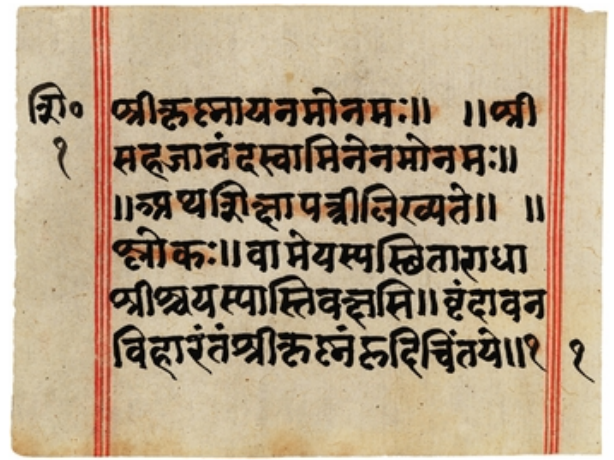 शि०
१
श्रीकृष्णायनमोनमः॥ ॥श्री
सहजानंदस्वामिनेनमोनमः॥
॥अथशिक्षापत्रीलिख्यते॥ ॥
श्लोकः॥वामेयस्यस्थिताराधा
श्रीश्चयस्यास्तिवक्षसि॥वृंदावन
विहारंतंश्रीकृष्णंहृदिचिंतये॥१ १